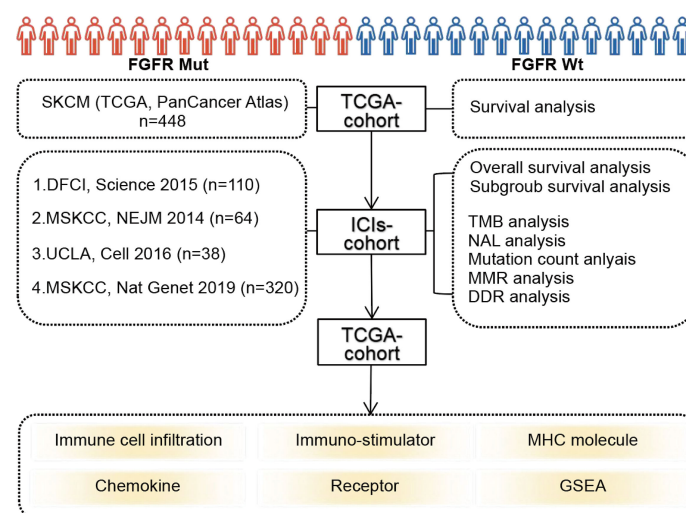 FGFR Mut
FGFR Wt
SKCM (TCGA, PanCancer Atlas)
n=448
TCGA-
cohort
Survival analysis
1.DFCI, Science 2015 (n=110)
2.MSKCC, NEJM 2014 (n=64)
3.UCLA, Cell 2016 (n=38)
4.MSKCC, Nat Genet 2019 (n=320)
ICIs-
cohort
Overall survival analysis
Subgroub survival analysis
TMB analysis
NAL analysis
Mutation count anlyais
MMR analysis
DDR analysis
TCGA-
cohort
Immune cell infiltration
Immuno-stimulator
MHC molecule
Chemokine
Receptor
GSEA